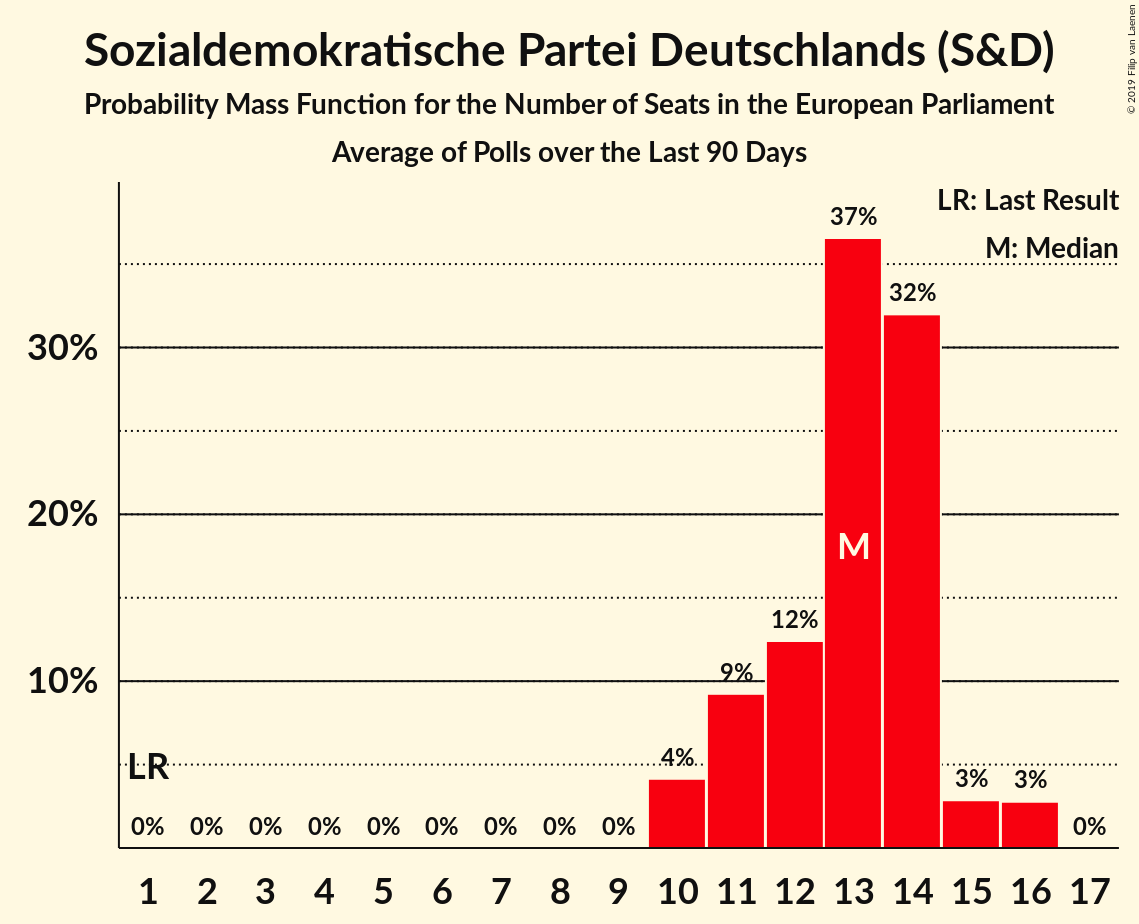 Sozialdemokratische Partei Deutschlands (S&D)
Probability Mass Function for the Number of Seats in the European Parliament
Average of Polls over the Last 90 Days
© 2019 Filip van Laenen
LR: Last Result
M: Median
37%
32%
30%
20%
M
12%
10%
9%
LR
4%
3% 3%
0% 0% 0% 0% 0% 0% 0% 0% 0% 0%
1 2 3 4 5 6 7 8 9 10 11 12 13 14 15 16 17